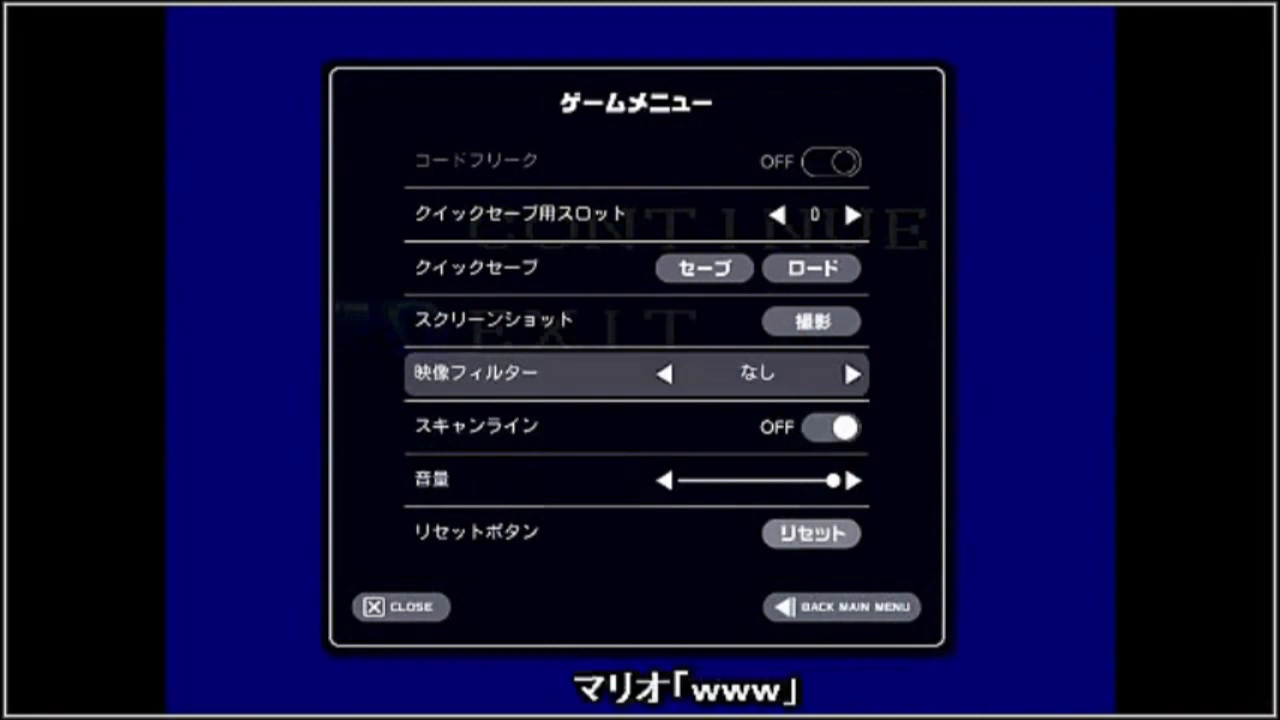 ゲームメニュー
コードフリーク OFF
クイックセーブ用スロット 0
CONTINUE
クイックセーブ セーブ ロード
スクリーンショット 撮影
EXIT
映像フィルター なし
スキャンライン OFF
音量
リセットボタン リセット
CLOSE BACK MAIN MENU
マリオ「www」